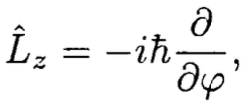 L̂_z = −iħ ∂/∂φ,